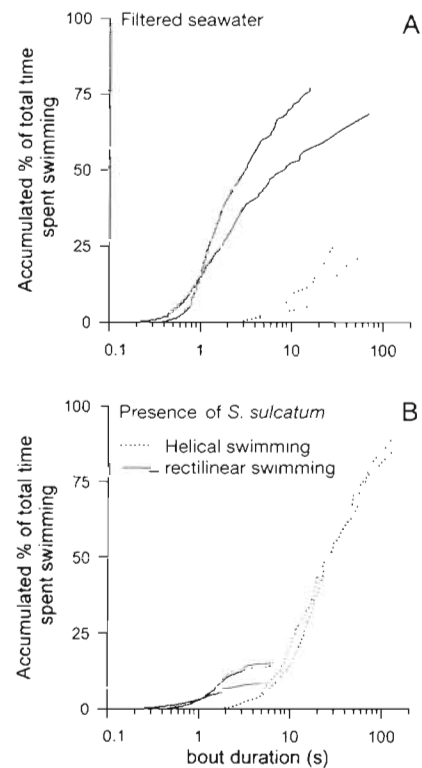 Filtered seawater
A
Accumulated % of total time
spent swimming
100
75
50
25
0
0.1 1 10 100
Presence of S. sulcatum
B
Helical swimming
rectilinear swimming
Accumulated % of total time
spent swimming
100
75
50
25
0
0.1 1 10 100
bout duration (s)